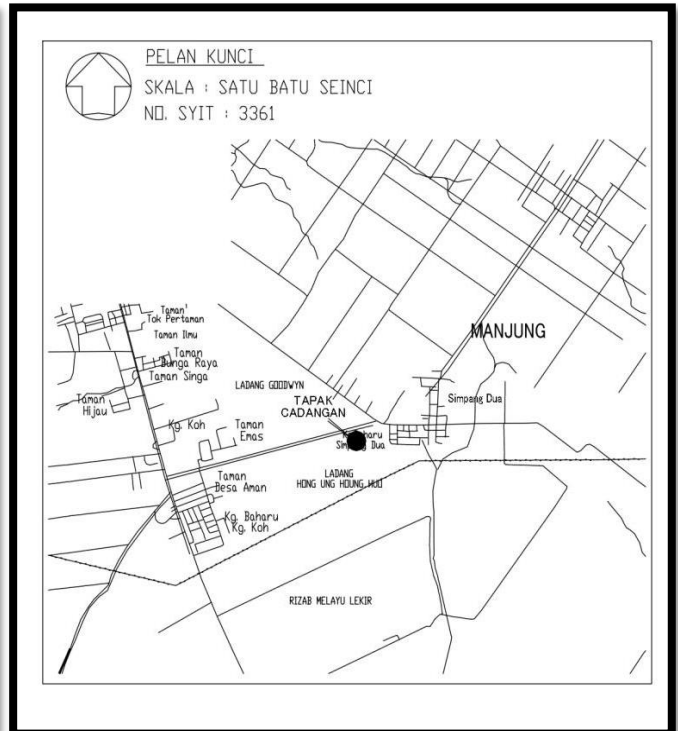 PELAN KUNCI
SKALA : SATU BATU SEINCI
NO. SYIT : 3361
Taman'
Tok Pertaman
Taman Ilmu
Taman
Bunga Raya
Taman Singa
Taman
Hijau
Kg. Koh
Taman
Emas
LADANG GOODWYN
TAPAK
CADANGAN
MANJUNG
Simpang Dua
Simpang Dua
LADANG
HONG UNG HOUNG HUO
Taman
Desa Aman
Kg. Baharu
Kg. Koh
RIZAB MELAYU LEKIR